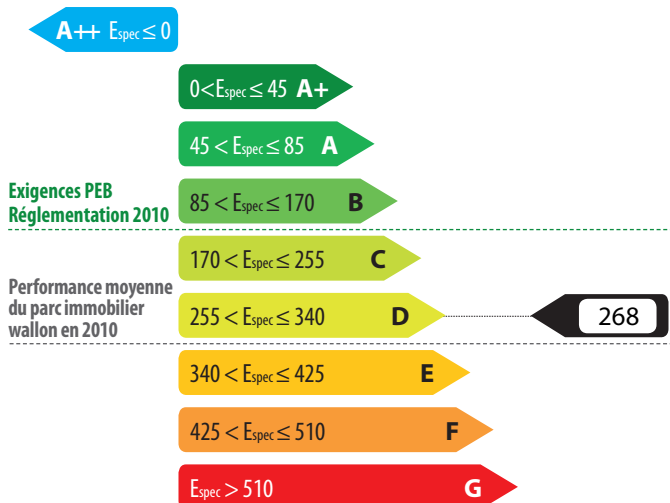 A++ Espec ≤ 0
0 < Espec ≤ 45 A+
45 < Espec ≤ 85 A
Exigences PEB
Réglementation 2010
85 < Espec ≤ 170 B
170 < Espec ≤ 255 C
Performance moyenne
du parc immobilier
wallon en 2010
255 < Espec ≤ 340 D
268
340 < Espec ≤ 425 E
425 < Espec ≤ 510 F
Espec > 510 G